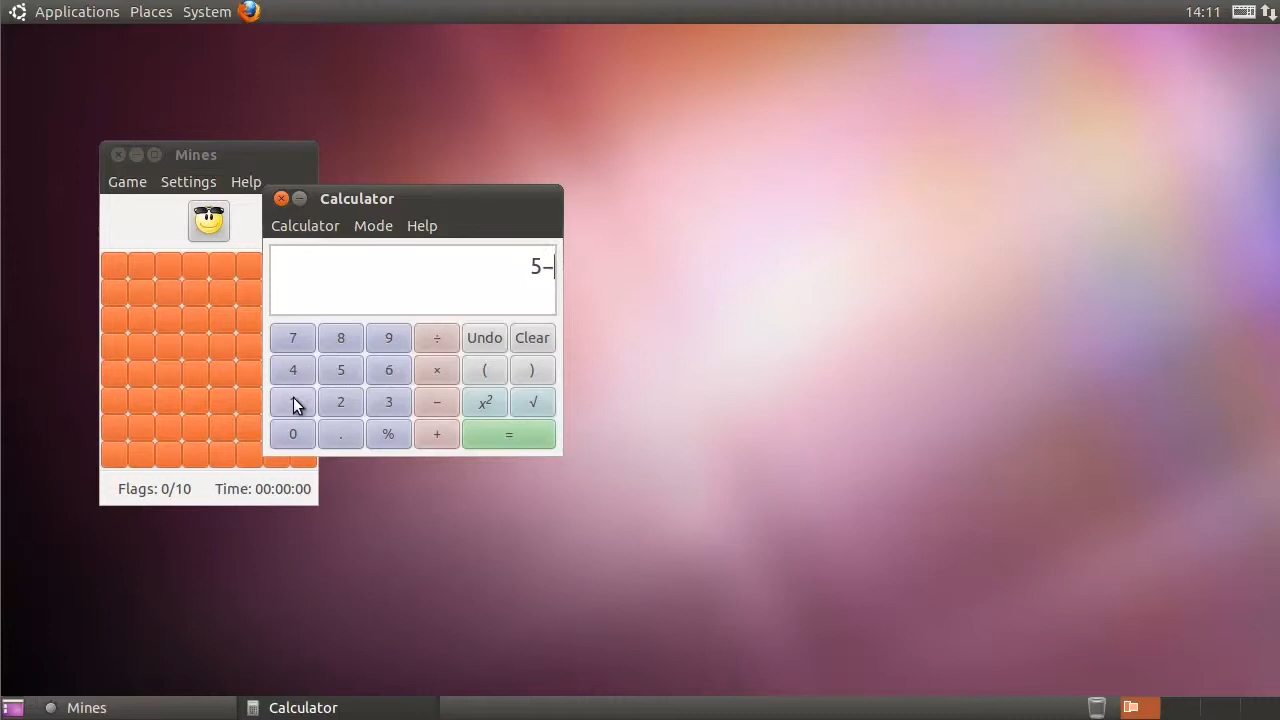 Applications Places System 14:11
Mines
Game Settings Help
Calculator
Calculator Mode Help
5−
7 8 9 ÷ Undo Clear
4 5 6 × ( )
2 3 − x² √
0 . % + =
Flags: 0/10 Time: 00:00:00
Mines Calculator